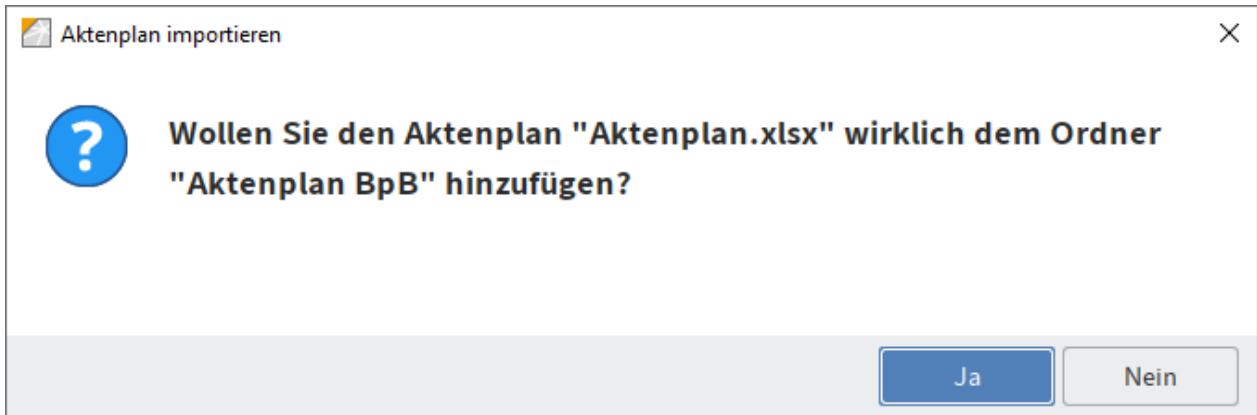 Aktenplan importieren
Wollen Sie den Aktenplan "Aktenplan.xlsx" wirklich dem Ordner
"Aktenplan BpB" hinzufügen?
Ja
Nein